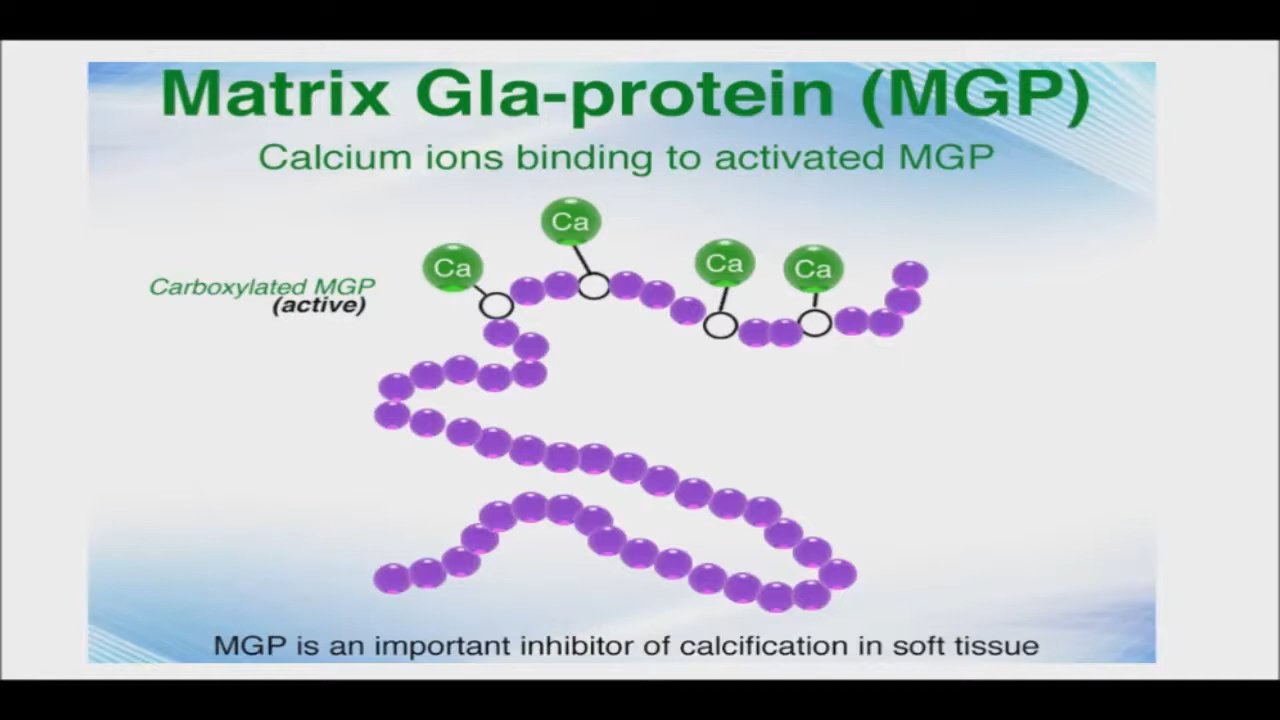 Matrix Gla-protein (MGP)
Calcium ions binding to activated MGP
Ca
Ca
Ca
Ca
Carboxylated MGP
(active)
MGP is an important inhibitor of calcification in soft tissue